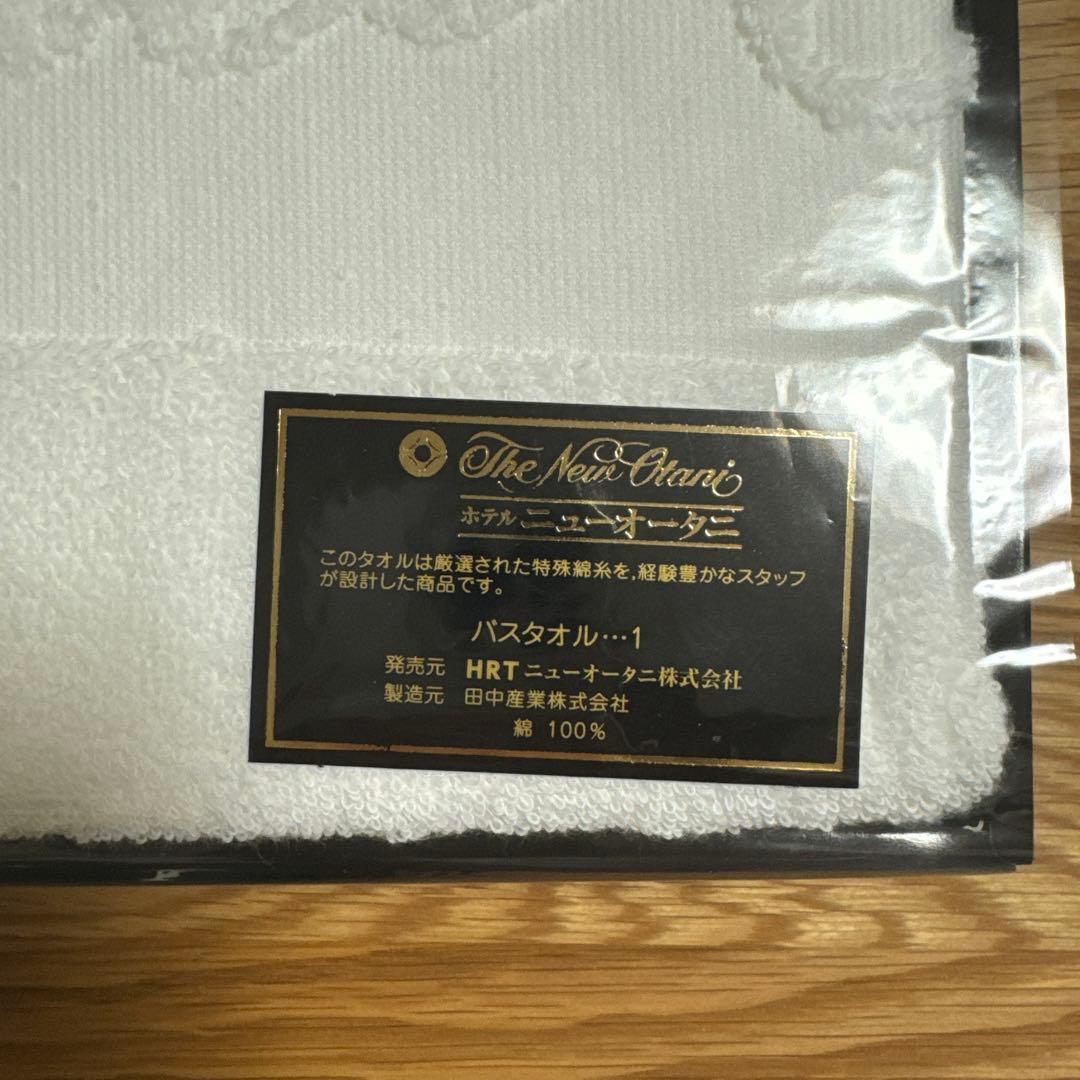 The New Otani
ホテル ニューオータニ
このタオルは厳選された特殊綿糸を,経験豊かなスタッフ
が設計した商品です。
バスタオル…1
発売元 HRT ニューオータニ株式会社
製造元 田中産業株式会社
綿 100%